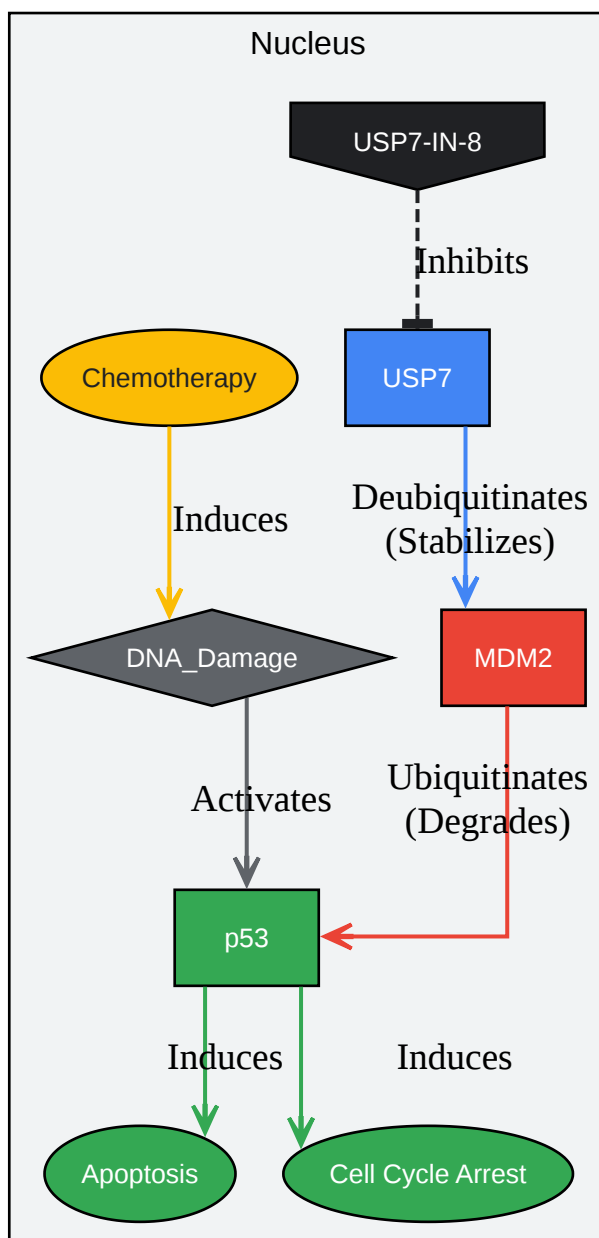 Nucleus
USP7-IN-8
Inhibits
Chemotherapy
USP7
Induces
Deubiquitinates
(Stabilizes)
DNA_Damage
MDM2
Activates
Ubiquitinates
(Degrades)
p53
Induces
Induces
Apoptosis
Cell Cycle Arrest